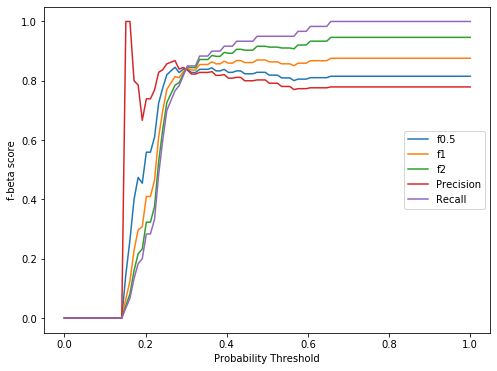 1.0
0.8
0.6
0.4
0.2
0.0
f-beta score
f0.5
f1
f2
Precision
Recall
0.0 0.2 0.4 0.6 0.8 1.0
Probability Threshold